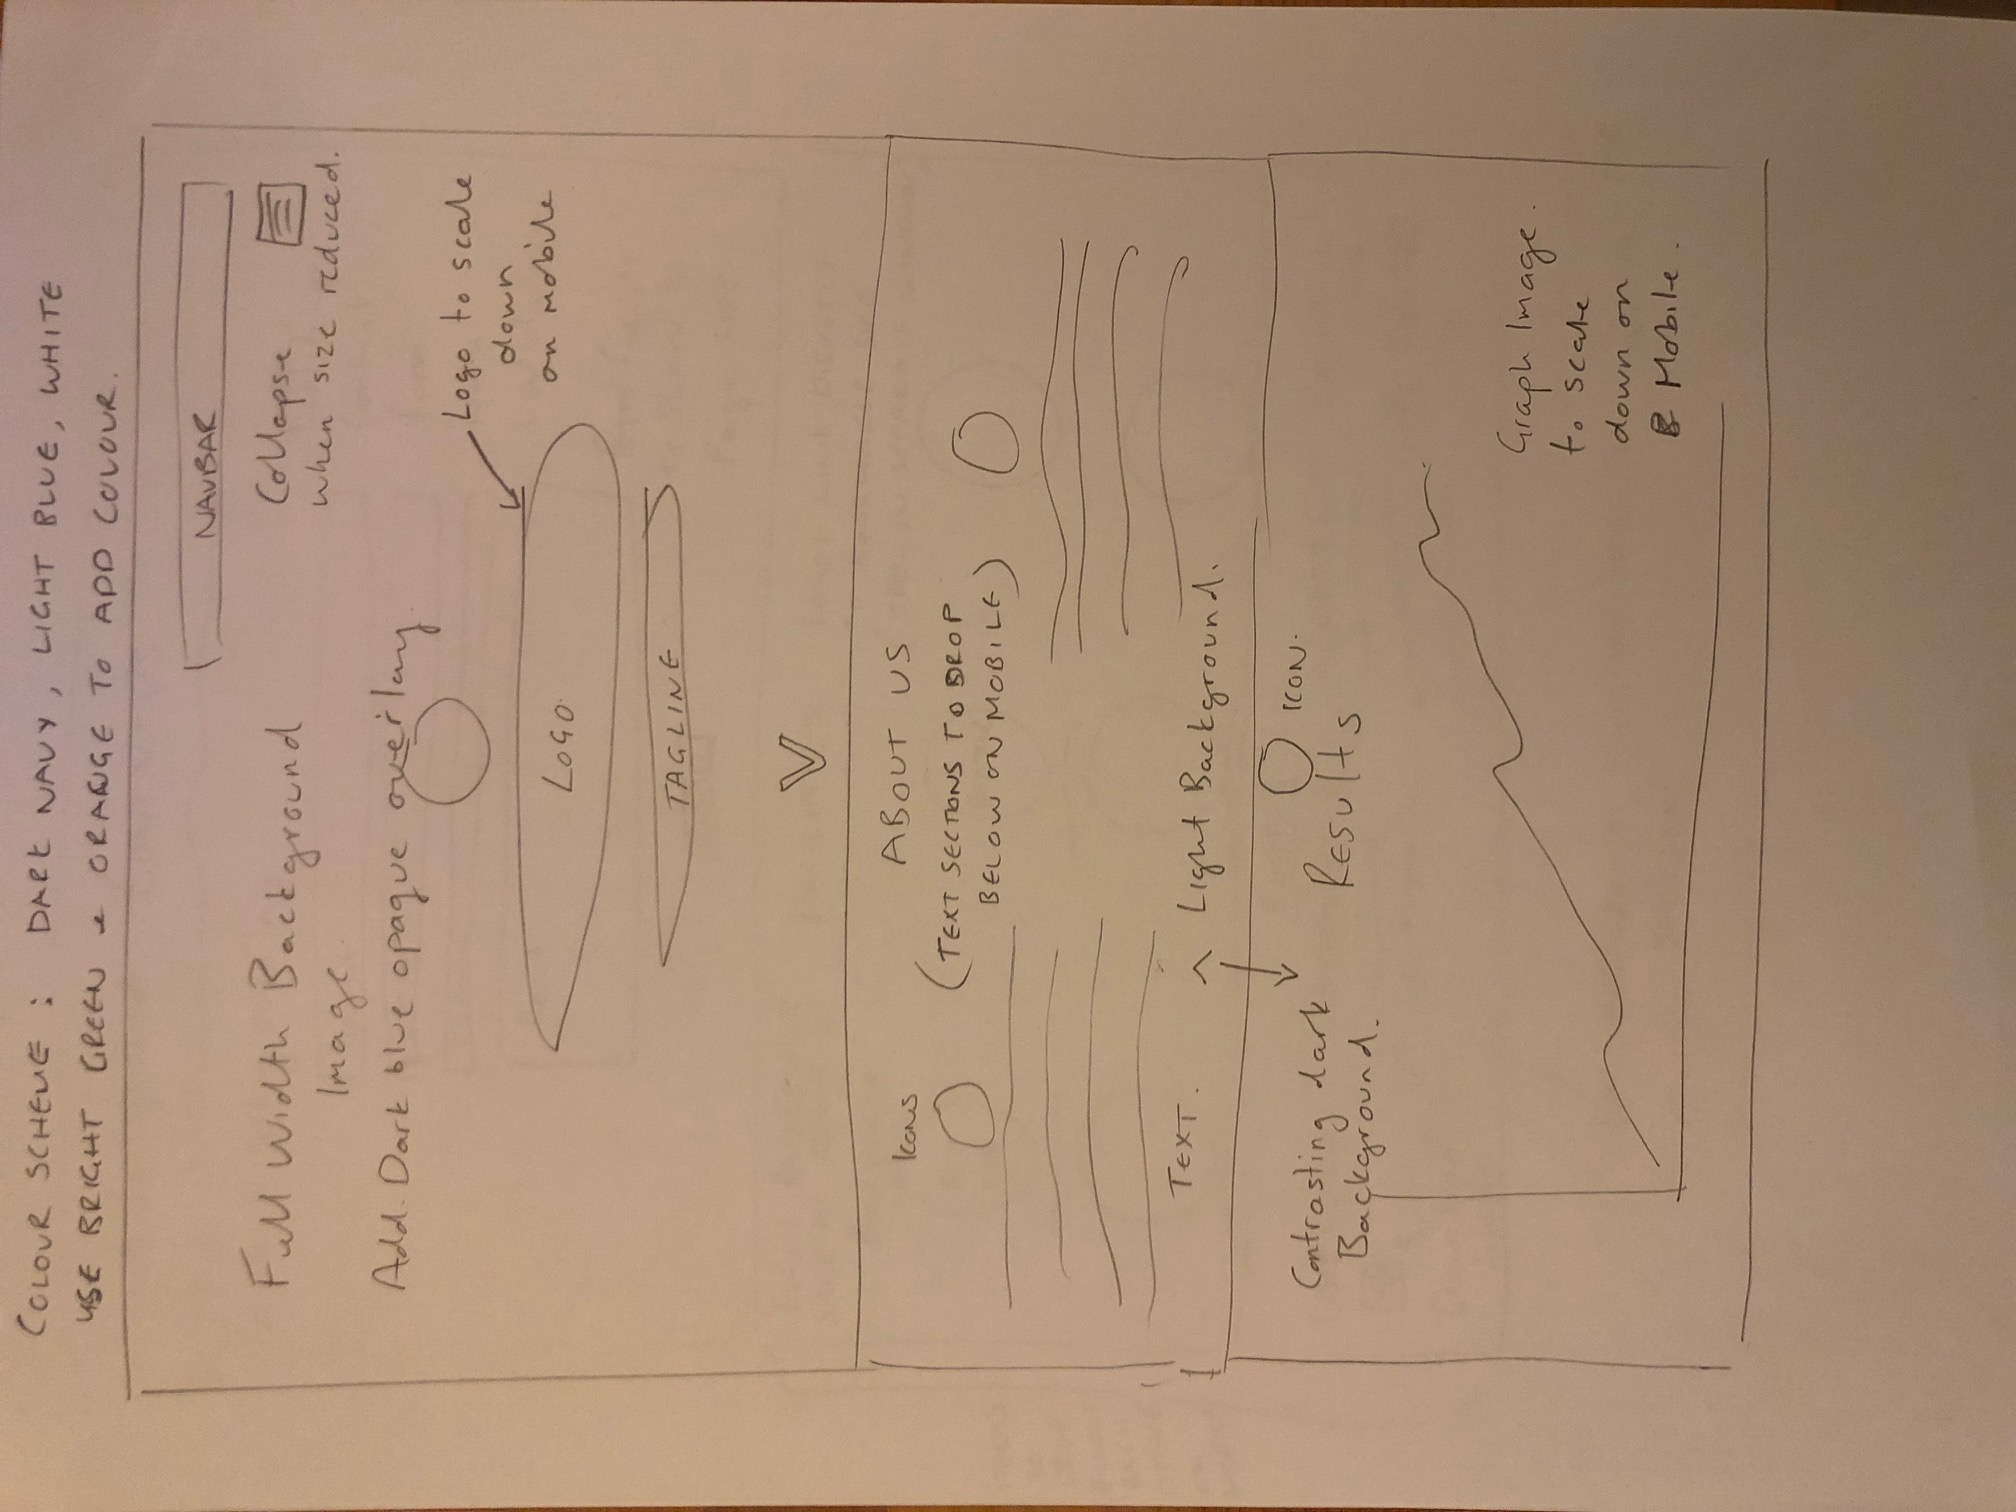 COLOUR SCHEME : DARK NAVY, LIGHT BLUE, WHITE
USE BRIGHT GREEN & ORANGE TO ADD COLOUR.
NAVBAR
Full Width Background
Image.
Collapse
when size reduced.
Add. Dark blue opaque overlay.
Logo to scale
down
on mobile
LOGO
TAGLINE
ABOUT US
Icons
(TEXT SECTIONS TO DROP
BELOW ON MOBILE)
TEXT.
Light Background.
ICON.
Contrasting dark
Background.
Results
Graph Image.
to scale
down on
Mobile.